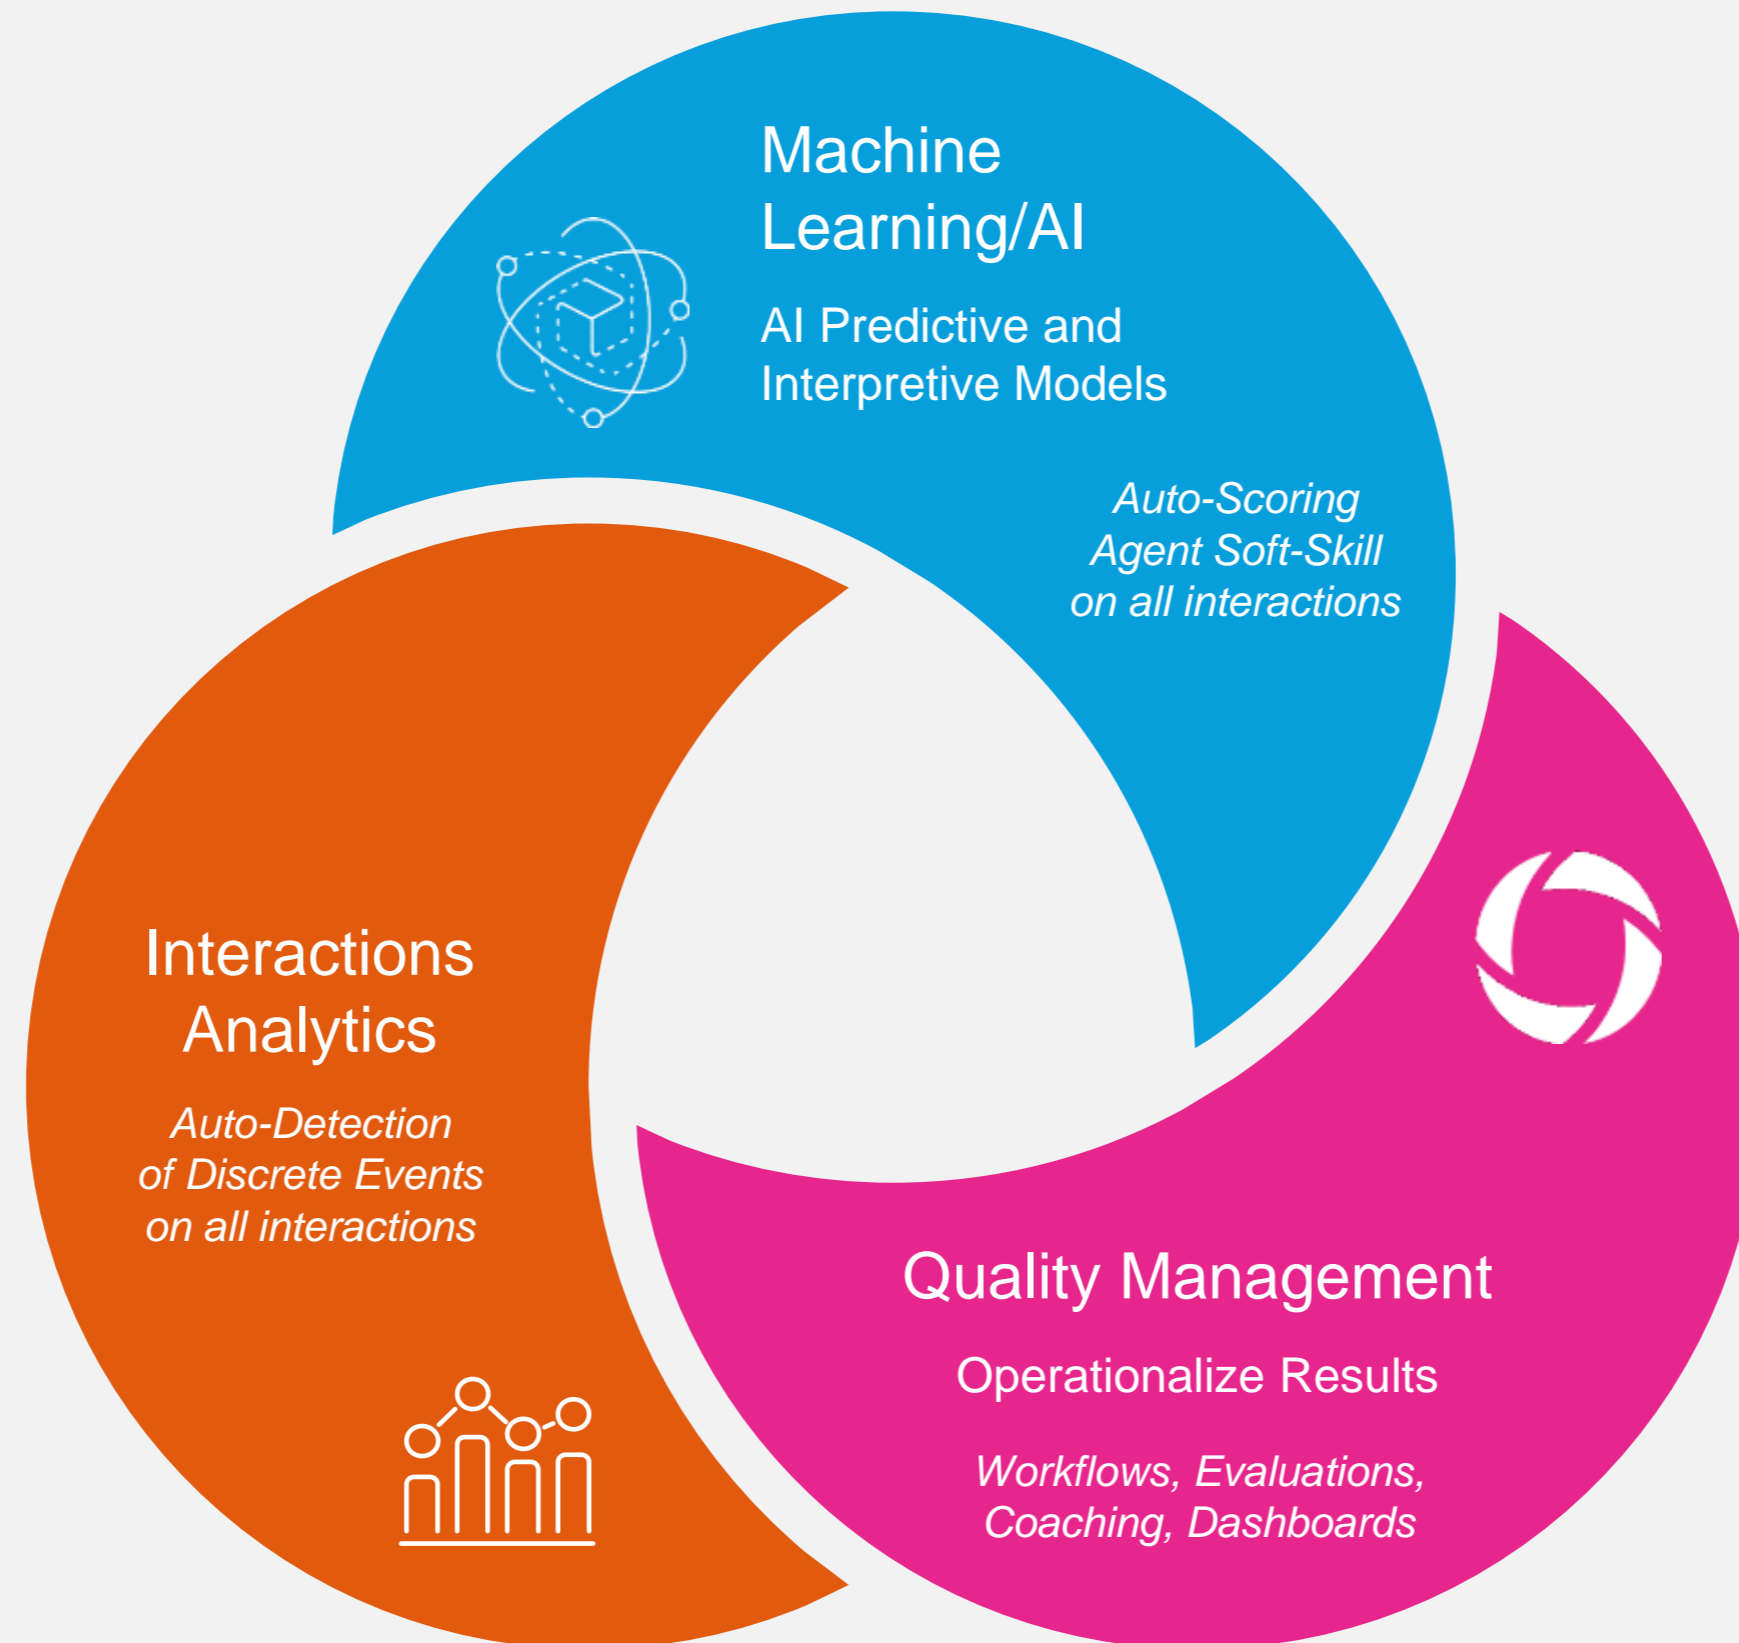 Machine
Learning/AI
AI Predictive and
Interpretive Models
Auto-Scoring
Agent Soft-Skill
on all interactions
Interactions
Analytics
Auto-Detection
of Discrete Events
on all interactions
Quality Management
Operationalize Results
Workflows, Evaluations,
Coaching, Dashboards